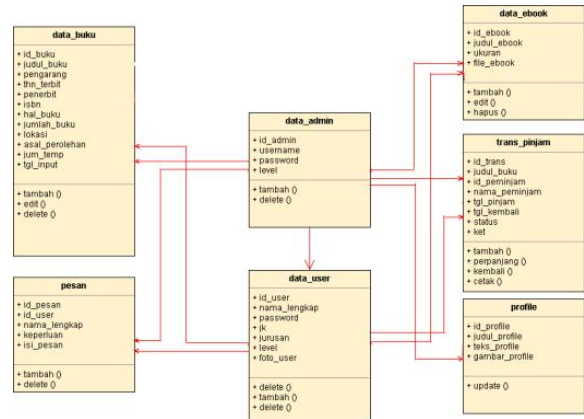 data_buku
+ id_buku
+ judul_buku
+ pengarang
+ thn_terbit
+ penerbit
+ isbn
+ hal_buku
+ jumlah_buku
+ lokasi
+ asal_perolehan
+ jum_temp
+ tgl_input
+ tambah ()
+ edit ()
+ delete ()
pesan
+ id_pesan
+ id_user
+ nama_lengkap
+ keperluan
+ isi_pesan
+ tambah ()
+ delete ()
data_admin
+ id_admin
+ username
+ password
+ level
+ tambah ()
+ delete ()
data_user
+ id_user
+ nama_lengkap
+ password
+ jk
+ jurusan
+ level
+ foto_user
+ delete ()
+ tambah ()
+ delete ()
data_ebook
+ id_ebook
+ judul_ebook
+ ukuran
+ file_ebook
+ tambah ()
+ edit ()
+ hapus ()
trans_pinjam
+ id_trans
+ judul_buku
+ id_peminjam
+ nama_peminjam
+ tgl_pinjam
+ tgl_kembali
+ status
+ ket
+ tambah ()
+ perpanjang ()
+ kembali ()
+ cetak ()
profile
+ id_profile
+ judul_profile
+ teks_profile
+ gambar_profile
+ update ()